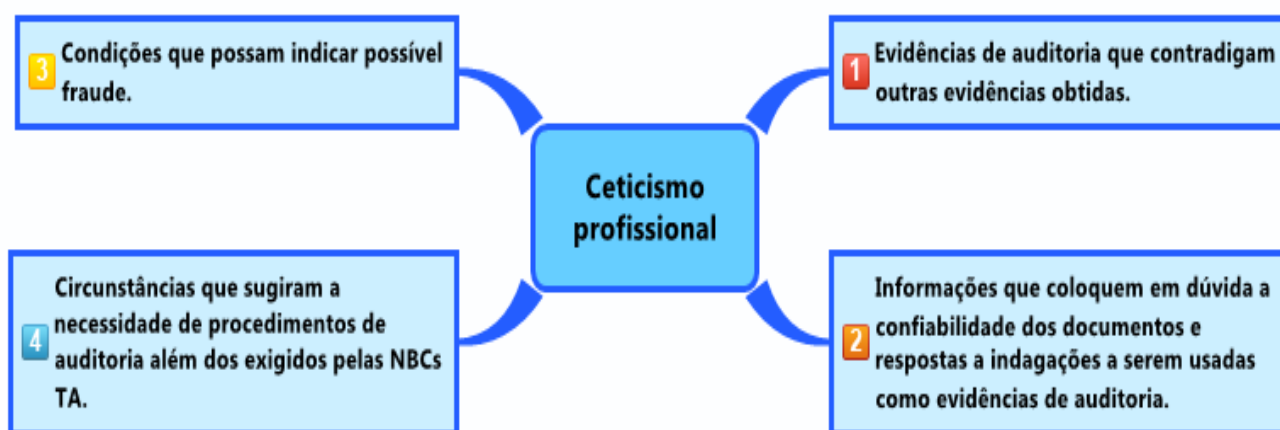 3
Condições que possam indicar possível
fraude.
1
Evidências de auditoria que contradigam
outras evidências obtidas.
Ceticismo
profissional
4
Circunstâncias que sugiram a
necessidade de procedimentos de
auditoria além dos exigidos pelas NBCs
TA.
2
Informações que coloquem em dúvida a
confiabilidade dos documentos e
respostas a indagações a serem usadas
como evidências de auditoria.